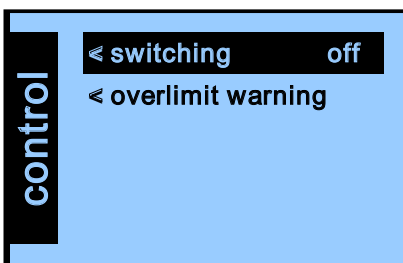 control
< switching off
< overlimit warning